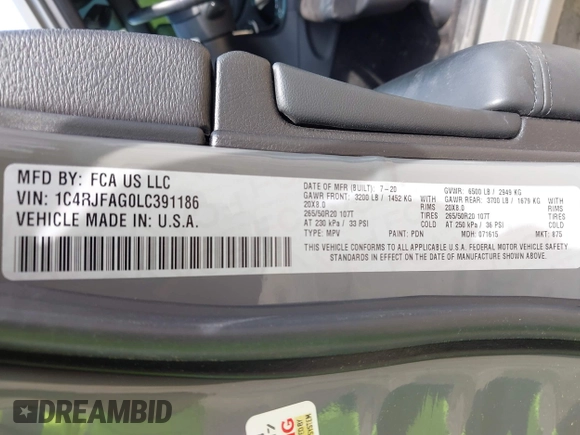 MFD BY: FCA US LLC
VIN: 1C4RJFAG0LC391186
VEHICLE MADE IN: U.S.A.
DATE OF MFR (BUILT): 7-20 GVWR: 6500 LB / 2949 KG
GAWR FRONT: 3200 LB / 1452 KG WITH GAWR REAR: 3700 LB / 1678 KG WITH
20X8.0 RIMS 20X8.0 RIMS
265/50R20 107T TIRES 265/50R20 107T TIRES
AT 230 kPa / 33 PSI COLD AT 250 kPa / 36 PSI COLD
TYPE: MPV PAINT: PDN MDH: 071615 MKT: 875
THIS VEHICLE CONFORMS TO ALL APPLICABLE U.S.A. FEDERAL MOTOR VEHICLE SAFETY
STANDARDS IN EFFECT ON THE DATE OF MANUFACTURE SHOWN ABOVE.
DREAMBID